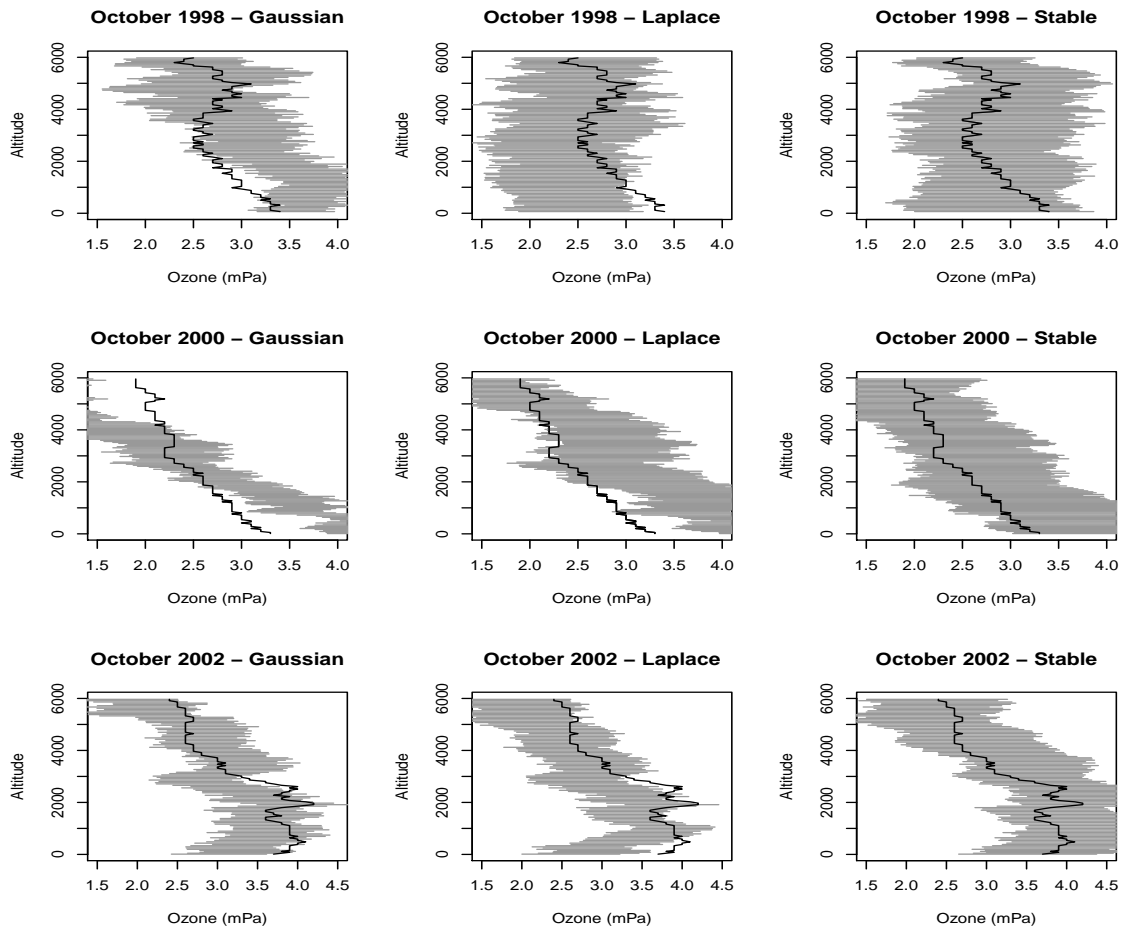 October 1998 – Gaussian
Altitude
0 2000 4000 6000
1.5 2.0 2.5 3.0 3.5 4.0
Ozone (mPa)
October 1998 – Laplace
Altitude
0 2000 4000 6000
1.5 2.0 2.5 3.0 3.5 4.0
Ozone (mPa)
October 1998 – Stable
Altitude
0 2000 4000 6000
1.5 2.0 2.5 3.0 3.5 4.0
Ozone (mPa)
October 2000 – Gaussian
Altitude
0 2000 4000 6000
1.5 2.0 2.5 3.0 3.5 4.0
Ozone (mPa)
October 2000 – Laplace
Altitude
0 2000 4000 6000
1.5 2.0 2.5 3.0 3.5 4.0
Ozone (mPa)
October 2000 – Stable
Altitude
0 2000 4000 6000
1.5 2.0 2.5 3.0 3.5 4.0
Ozone (mPa)
October 2002 – Gaussian
Altitude
0 2000 4000 6000
1.5 2.0 2.5 3.0 3.5 4.0 4.5
Ozone (mPa)
October 2002 – Laplace
Altitude
0 2000 4000 6000
1.5 2.0 2.5 3.0 3.5 4.0 4.5
Ozone (mPa)
October 2002 – Stable
Altitude
0 2000 4000 6000
1.5 2.0 2.5 3.0 3.5 4.0 4.5
Ozone (mPa)